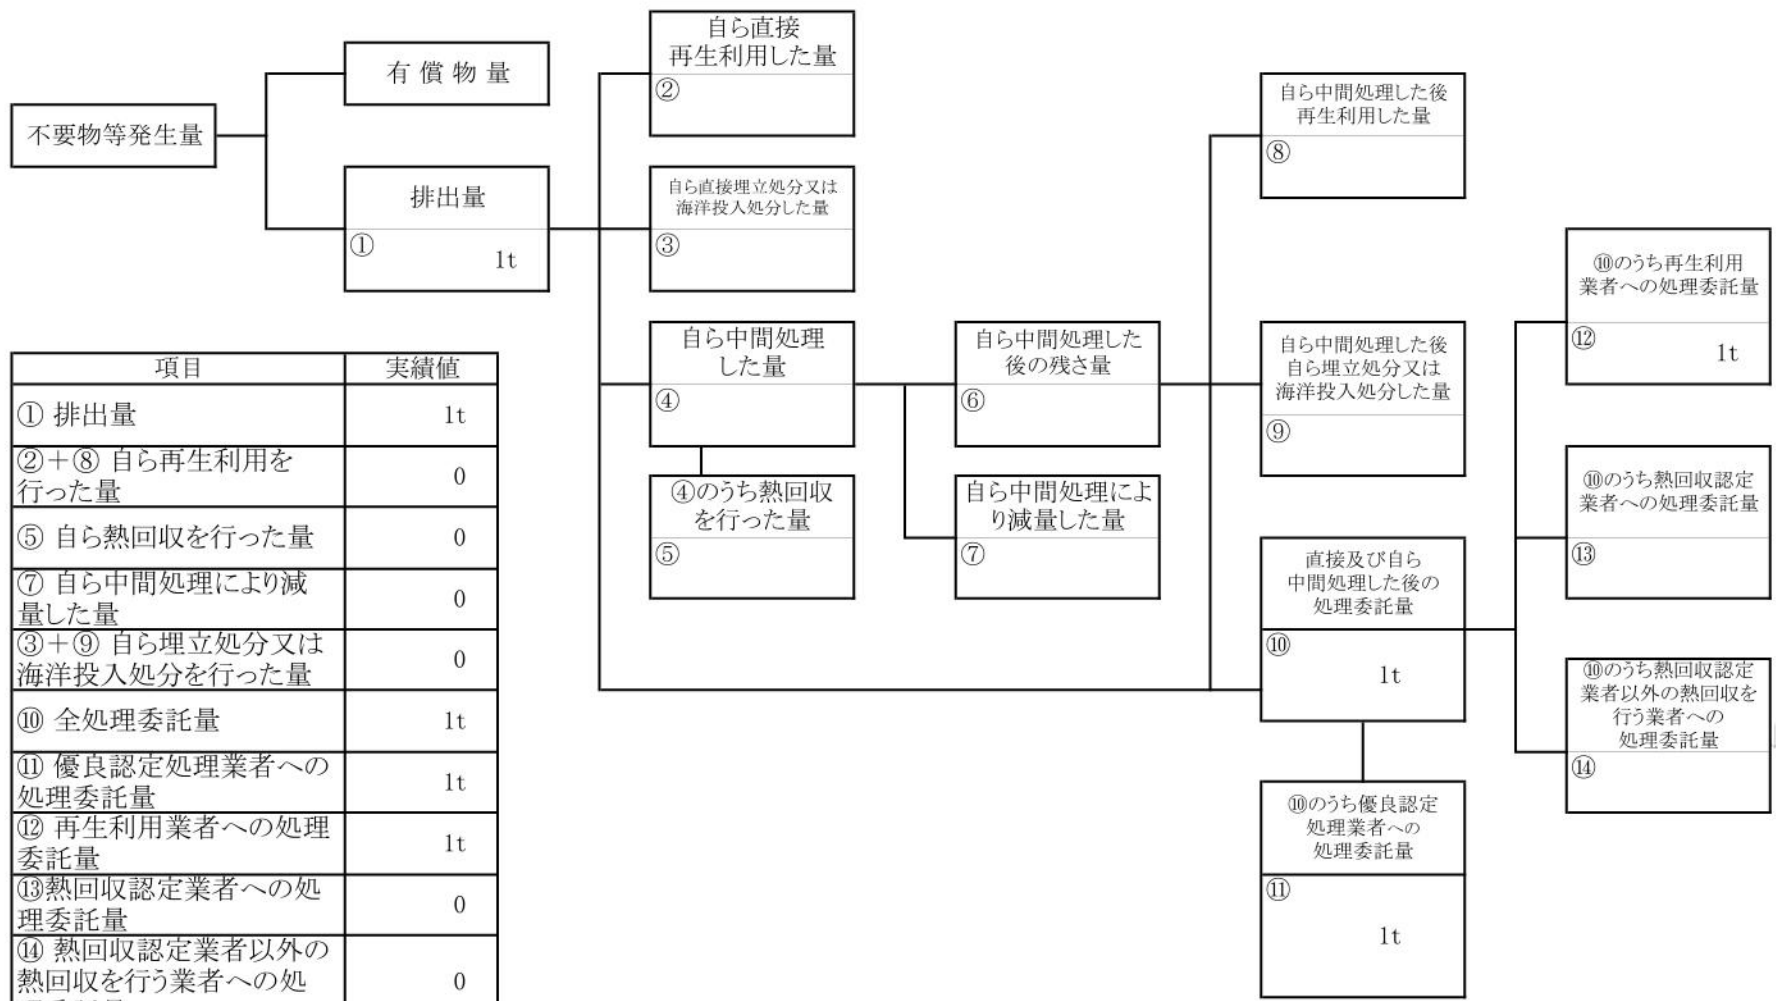 不要物等発生量
有償物量
排出量
①
1t
自ら直接
再生利用した量
②
自ら直接埋立処分又は
海洋投入処分した量
③
自ら中間処理
した量
④
④のうち熱回収
を行った量
⑤
自ら中間処理した
後の残さ量
⑥
自ら中間処理によ
り減量した量
⑦
自ら中間処理した後
再生利用した量
⑧
自ら中間処理した後
自ら埋立処分又は
海洋投入処分した量
⑨
直接及び自ら
中間処理した後の
処理委託量
⑩
1t
⑩のうち優良認定
処理業者への
処理委託量
⑪
1t
⑩のうち再生利用
業者への処理委託量
⑫
1t
⑩のうち熱回収認定
業者への処理委託量
⑬
⑩のうち熱回収認定
業者以外の熱回収を
行う業者への
処理委託量
⑭
項目 実績値
① 排出量 1t
②+⑧ 自ら再生利用を
行った量 0
⑤ 自ら熱回収を行った量 0
⑦ 自ら中間処理により減
量した量 0
③+⑨ 自ら埋立処分又は
海洋投入処分を行った量 0
⑩ 全処理委託量 1t
⑪ 優良認定処理業者への
処理委託量 1t
⑫ 再生利用業者への処理
委託量 1t
⑬熱回収認定業者への処
理委託量 0
⑭ 熱回収認定業者以外の
熱回収を行う業者への処 0